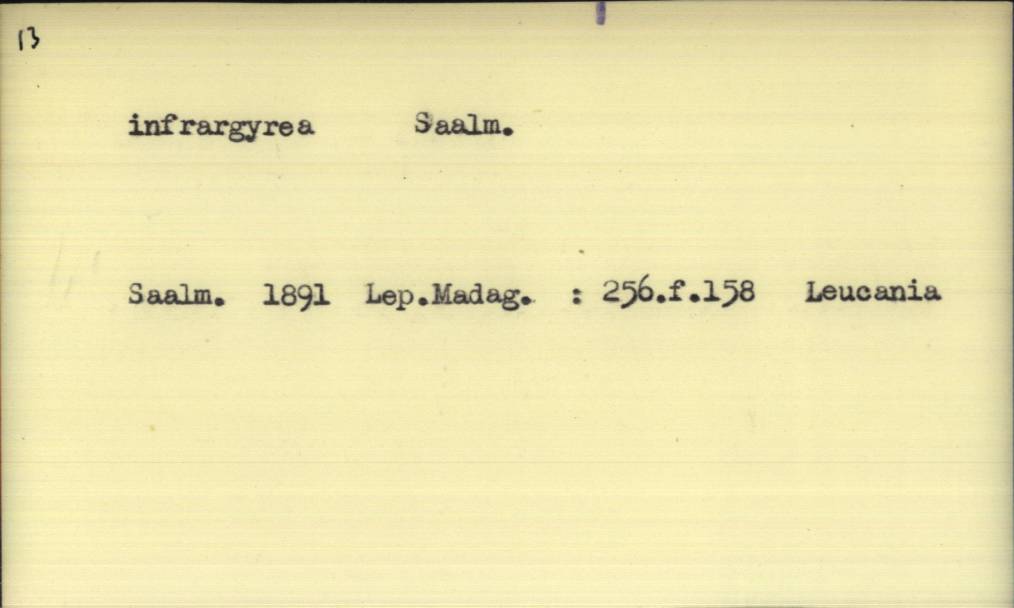 13
infrargyrea Saalm.
Saalm. 1891 Lep.Madag. : 256.f.158 Leucania